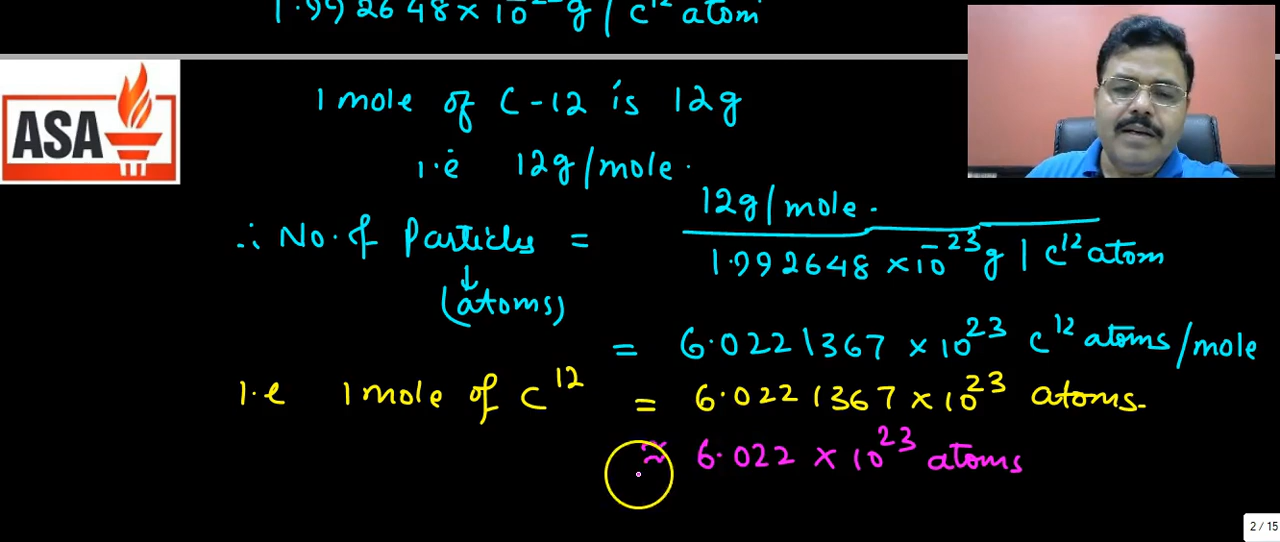 1.992648 × 10⁻²³ g / C¹² atom
ASA
1 mole of C-12 is 12g
i.e 12g/mole.
∴ No. of Particles = 12g/mole. / 1.992648 × 10⁻²³ g / C¹² atom
↓
(atoms)
= 6.0221367 × 10²³ C¹² atoms/mole
i.e 1 mole of C¹² = 6.0221367 × 10²³ atoms.
≈ 6.022 × 10²³ atoms
2 / 15